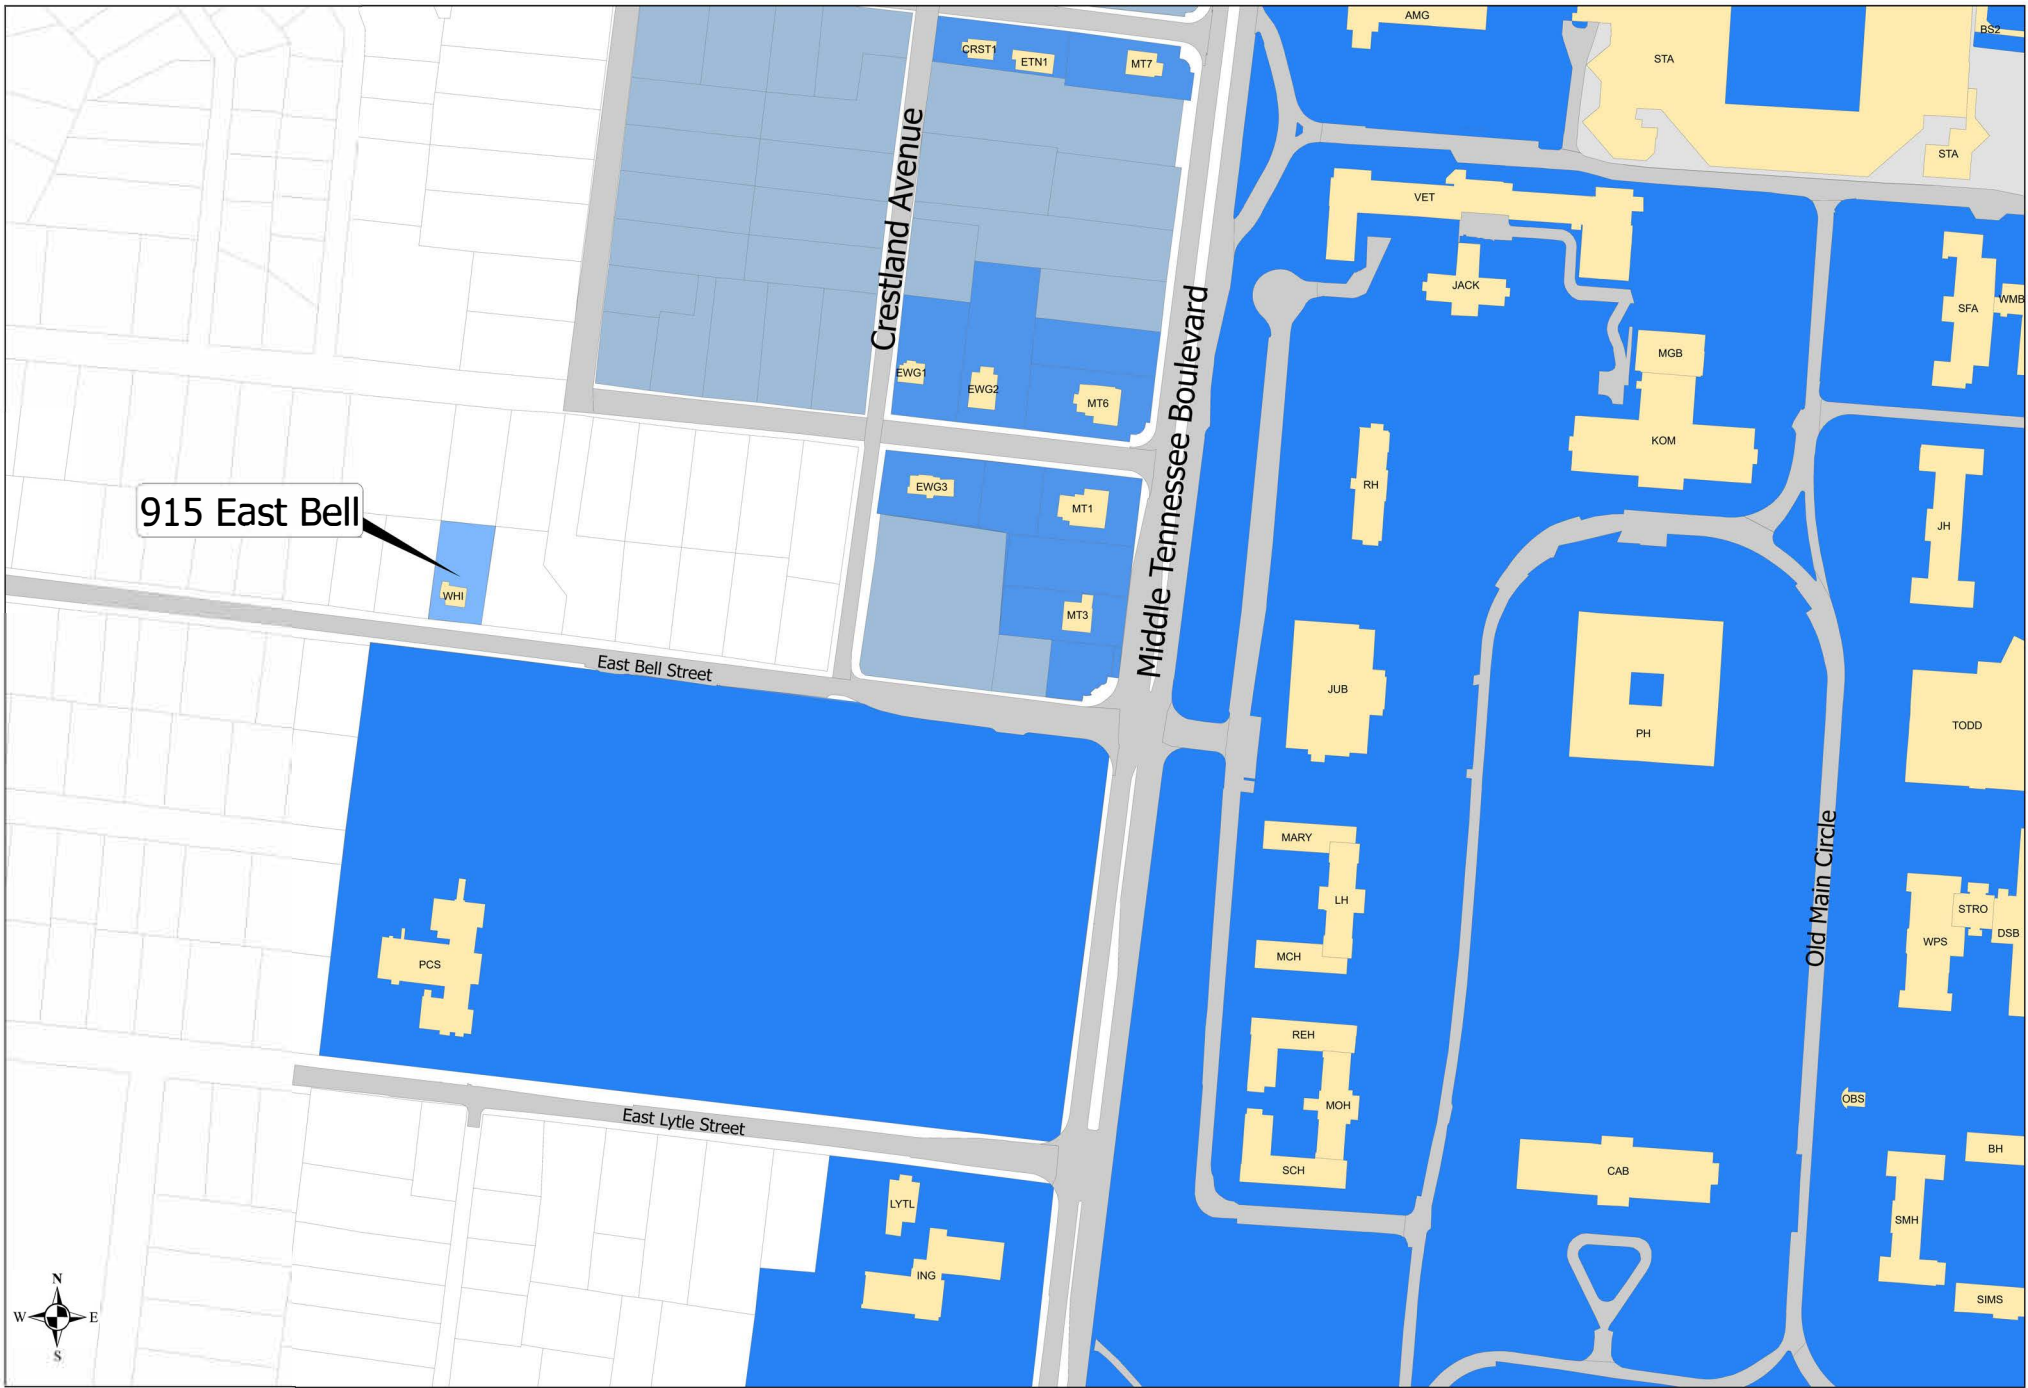 AMG
BS2
CRST1
ETN1
MT7
STA
STA
Crestland Avenue
VET
JACK
SFA
WMB
Middle Tennessee Boulevard
MGB
EWG1
EWG2
MT6
KOM
RH
EWG3
MT1
915 East Bell
JH
WHI
MT3
East Bell Street
JUB
PH
TODD
MARY
Old Main Circle
LH
STRO
DSB
WPS
MCH
PCS
REH
MOH
OBS
East Lytle Street
BH
SCH
CAB
LYTL
SMH
ING
SIMS
N
W
E
S